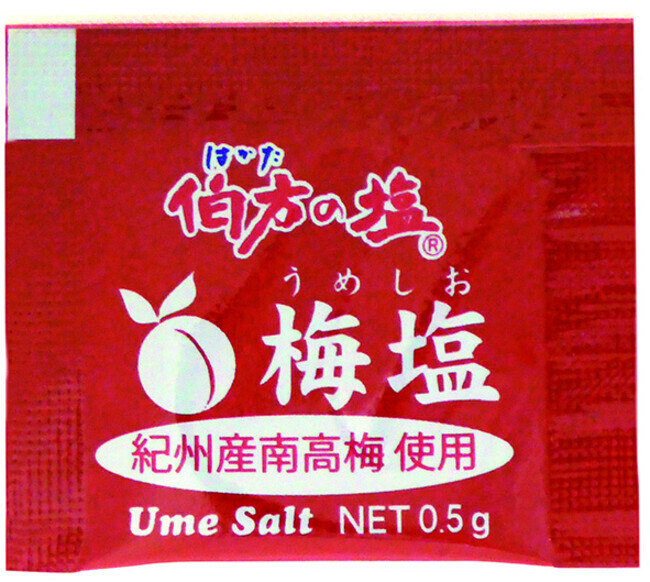 はかた
伯方の塩®
うめしお
梅塩
紀州産南高梅 使用
Ume Salt NET 0.5g